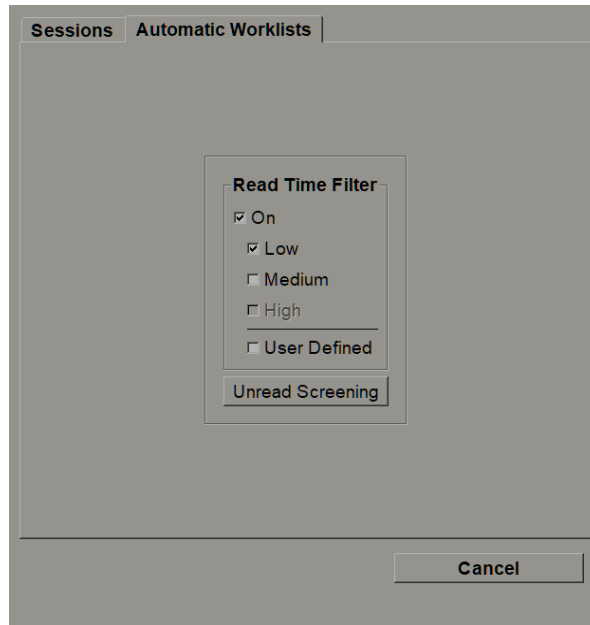 Sessions Automatic Worklists
Read Time Filter
On
Low
Medium
High
User Defined
Unread Screening
Cancel